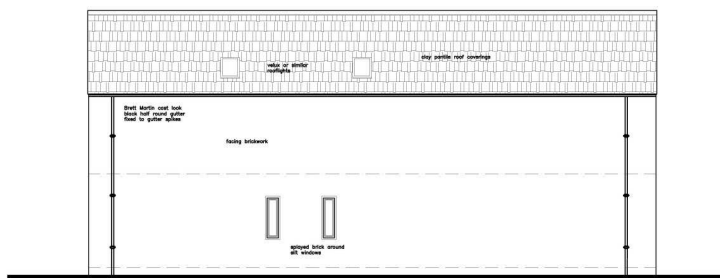 clay pantile roof coverings
velux or similar
rooflights
Brett Martin cast look
black half round gutter
fixed to gutter spikes
facing brickwork
splayed brick around
slit windows